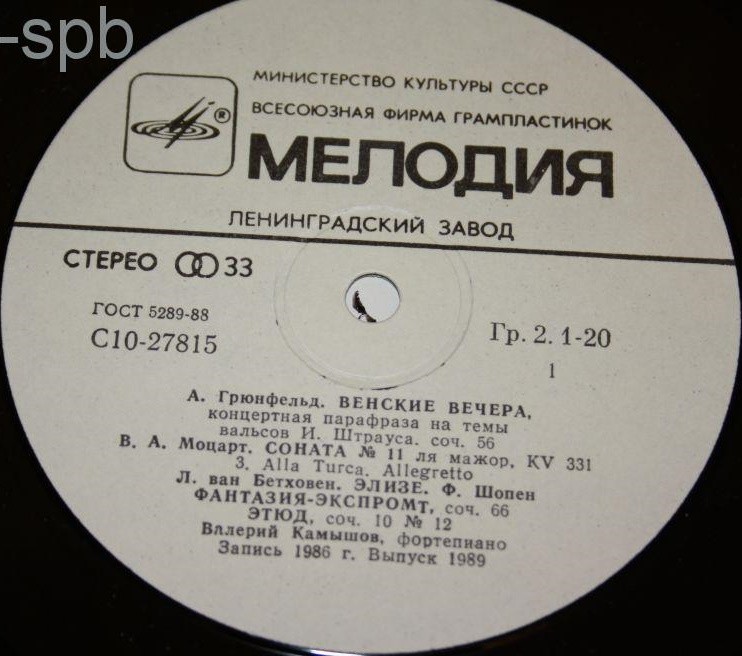 -spb
МИНИСТЕРСТВО КУЛЬТУРЫ СССР
ВСЕСОЮЗНАЯ ФИРМА ГРАМПЛАСТИНОК
®
МЕЛОДИЯ
ЛЕНИНГРАДСКИЙ ЗАВОД
СТЕРЕО 33
ГОСТ 5289-88
С10-27815
Гр. 2. 1-20
1
А. Грюнфельд. ВЕНСКИЕ ВЕЧЕРА,
концертная парафраза на темы
вальсов И. Штрауса. соч. 56
В. А. Моцарт. СОНАТА № 11 ля мажор, KV 331
3. Alla Turca. Allegretto
Л. ван Бетховен. ЭЛИЗЕ. Ф. Шопен
ФАНТАЗИЯ-ЭКСПРОМТ, соч. 66
ЭТЮД, соч. 10 № 12
Валерий Камышов, фортепиано
Запись 1986 г. Выпуск 1989